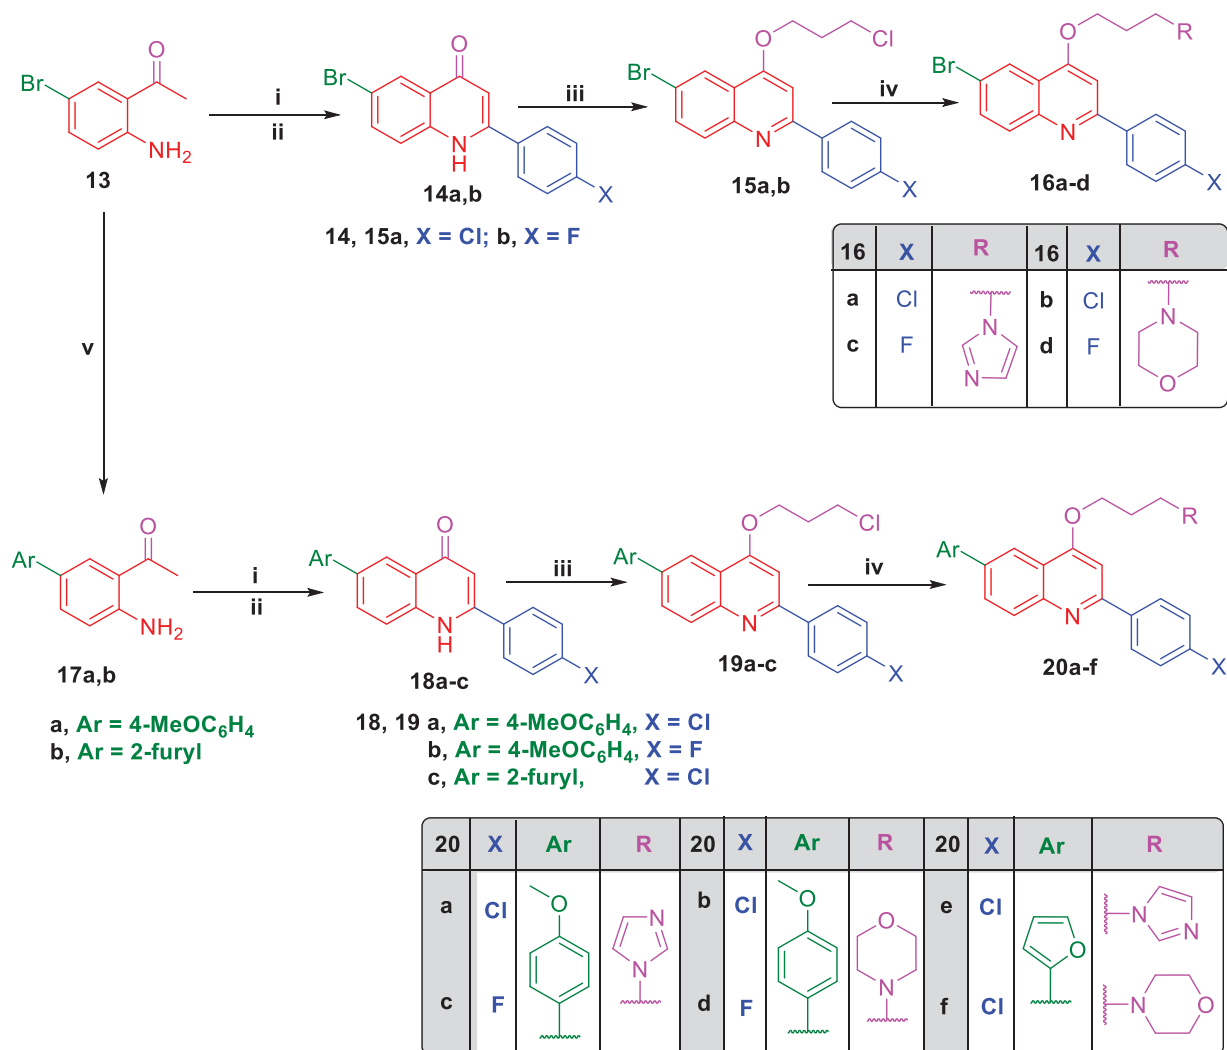 O
Br
NH2
13
i
ii
O
Br
N
H
X
14a,b
iii
O
Cl
Br
N
X
15a,b
iv
O
R
Br
N
X
16a-d
14, 15a, X = Cl; b, X = F
16 X R 16 X R
a Cl b Cl
c F d F
N
N
N
O
v
O
Ar
NH2
17a,b
a, Ar = 4-MeOC6H4
b, Ar = 2-furyl
i
ii
O
Ar
N
H
X
18a-c
iii
O
Cl
Ar
N
X
19a-c
iv
O
R
Ar
N
X
20a-f
18, 19 a, Ar = 4-MeOC6H4, X = Cl
b, Ar = 4-MeOC6H4, X = F
c, Ar = 2-furyl, X = Cl
20 X Ar R 20 X Ar R 20 X Ar R
a Cl O N N b Cl O O N e Cl O N N
c F d F f Cl N O